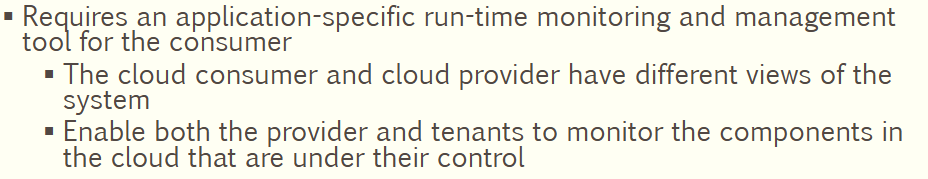 ▪ Requires an application-specific run-time monitoring and management
tool for the consumer
▪ The cloud consumer and cloud provider have different views of the
system
▪ Enable both the provider and tenants to monitor the components in
the cloud that are under their control